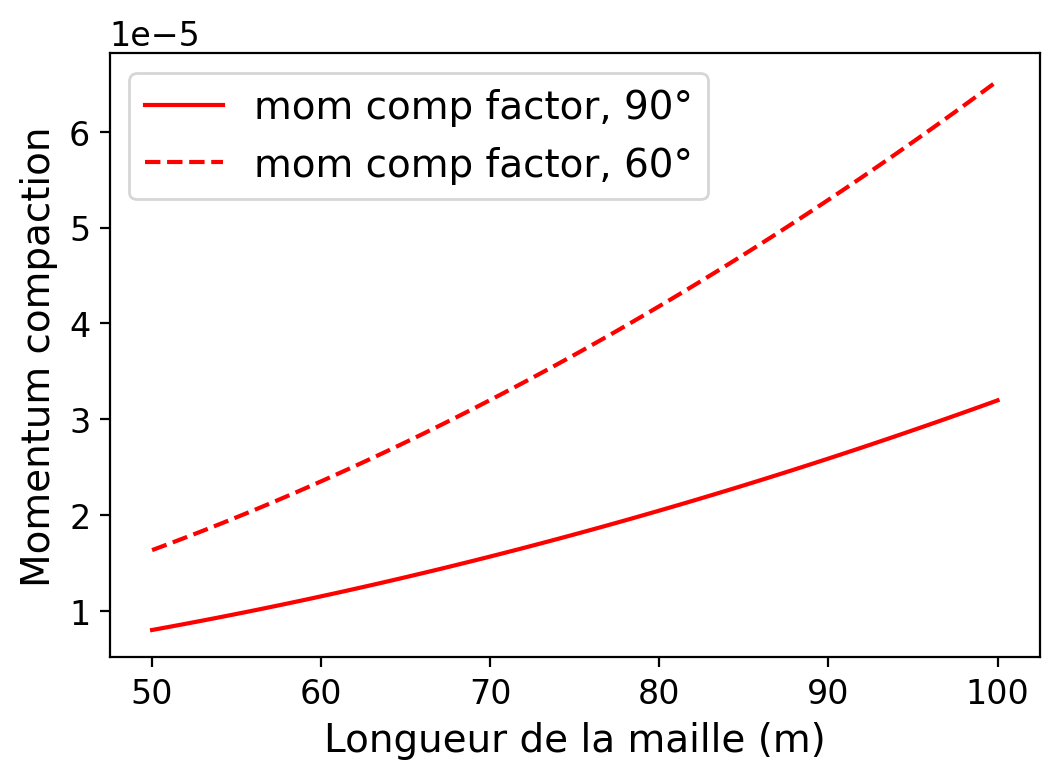 1e−5
mom comp factor, 90°
mom comp factor, 60°
Momentum compaction
6
5
4
3
2
1
50 60 70 80 90 100
Longueur de la maille (m)